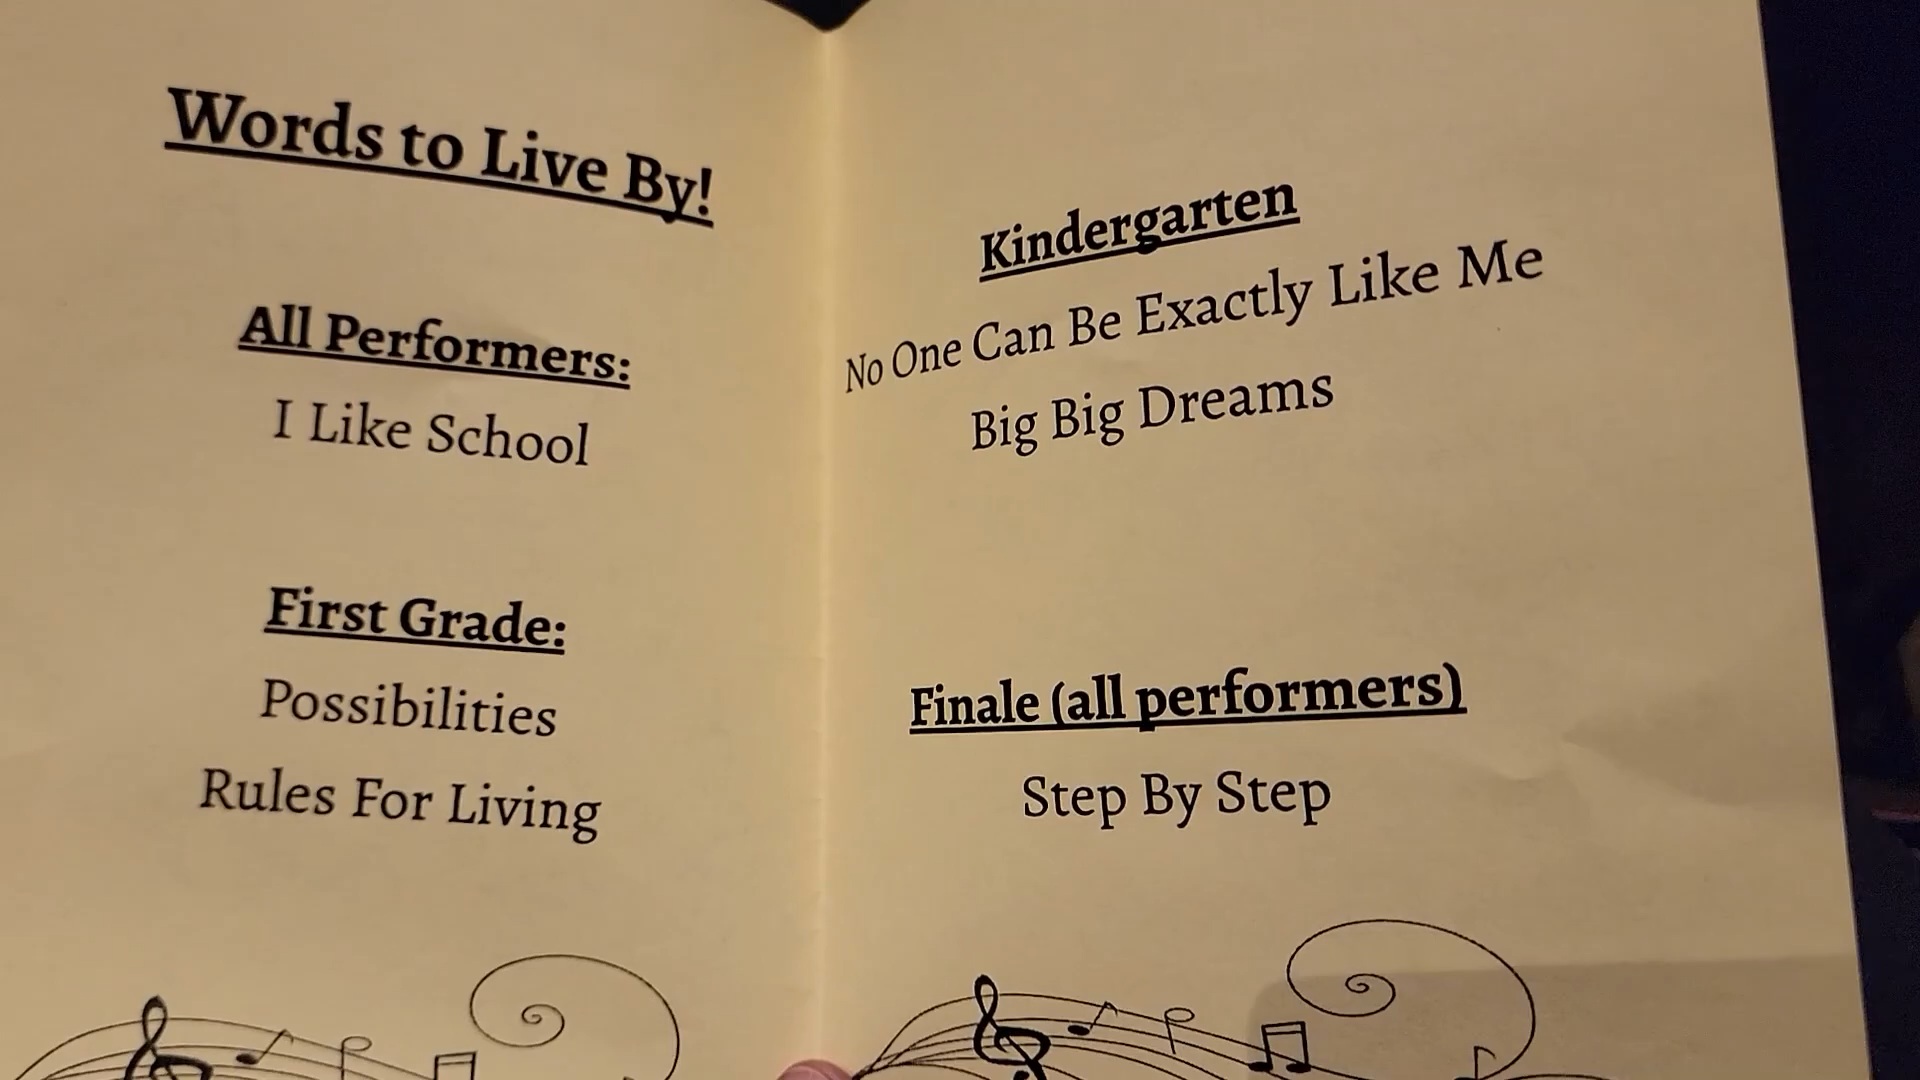 Words to Live By!
All Performers:
I Like School
First Grade:
Possibilities
Rules For Living
Kindergarten
No One Can Be Exactly Like Me
Big Big Dreams
Finale (all performers)
Step By Step